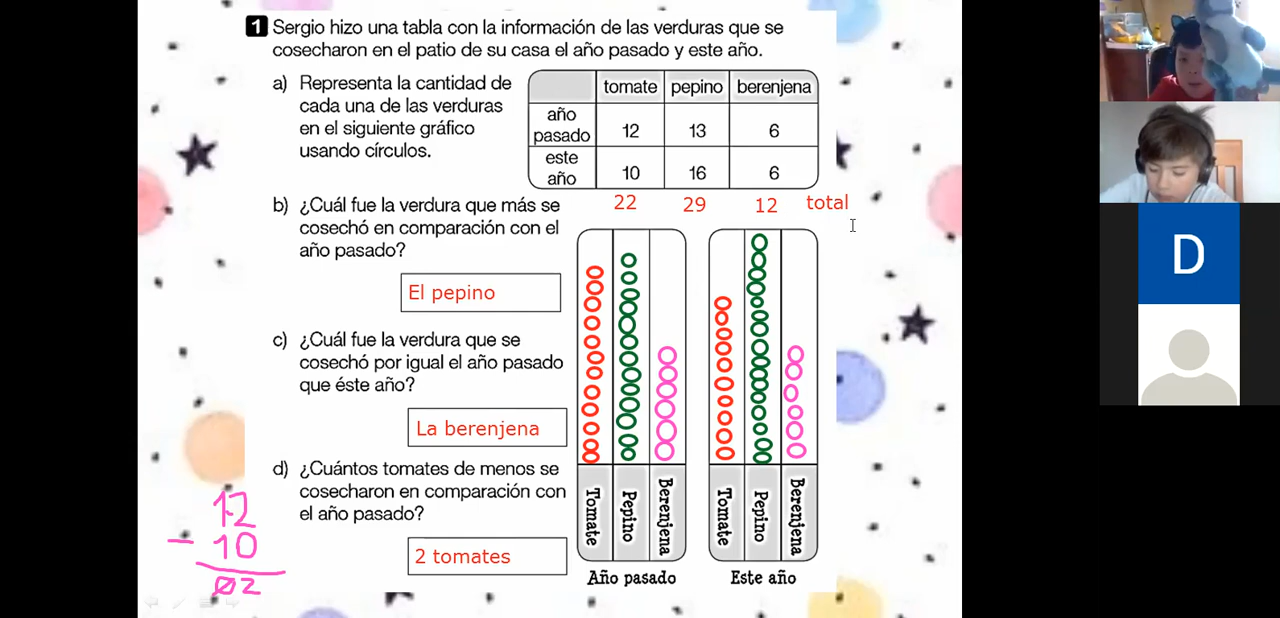 1 Sergio hizo una tabla con la información de las verduras que se
cosecharon en el patio de su casa el año pasado y este año.
a) Representa la cantidad de
cada una de las verduras
en el siguiente gráfico
usando círculos.
tomate pepino berenjena
año pasado 12 13 6
este año 10 16 6
22 29 12 total
b) ¿Cuál fue la verdura que más se
cosechó en comparación con el
año pasado?
El pepino
c) ¿Cuál fue la verdura que se
cosechó por igual el año pasado
que éste año?
La berenjena
d) ¿Cuántos tomates de menos se
cosecharon en comparación con
el año pasado?
2 tomates
12
- 10
02
Tomate Pepino Berenjena
Año pasado
Tomate Pepino Berenjena
Este año
D